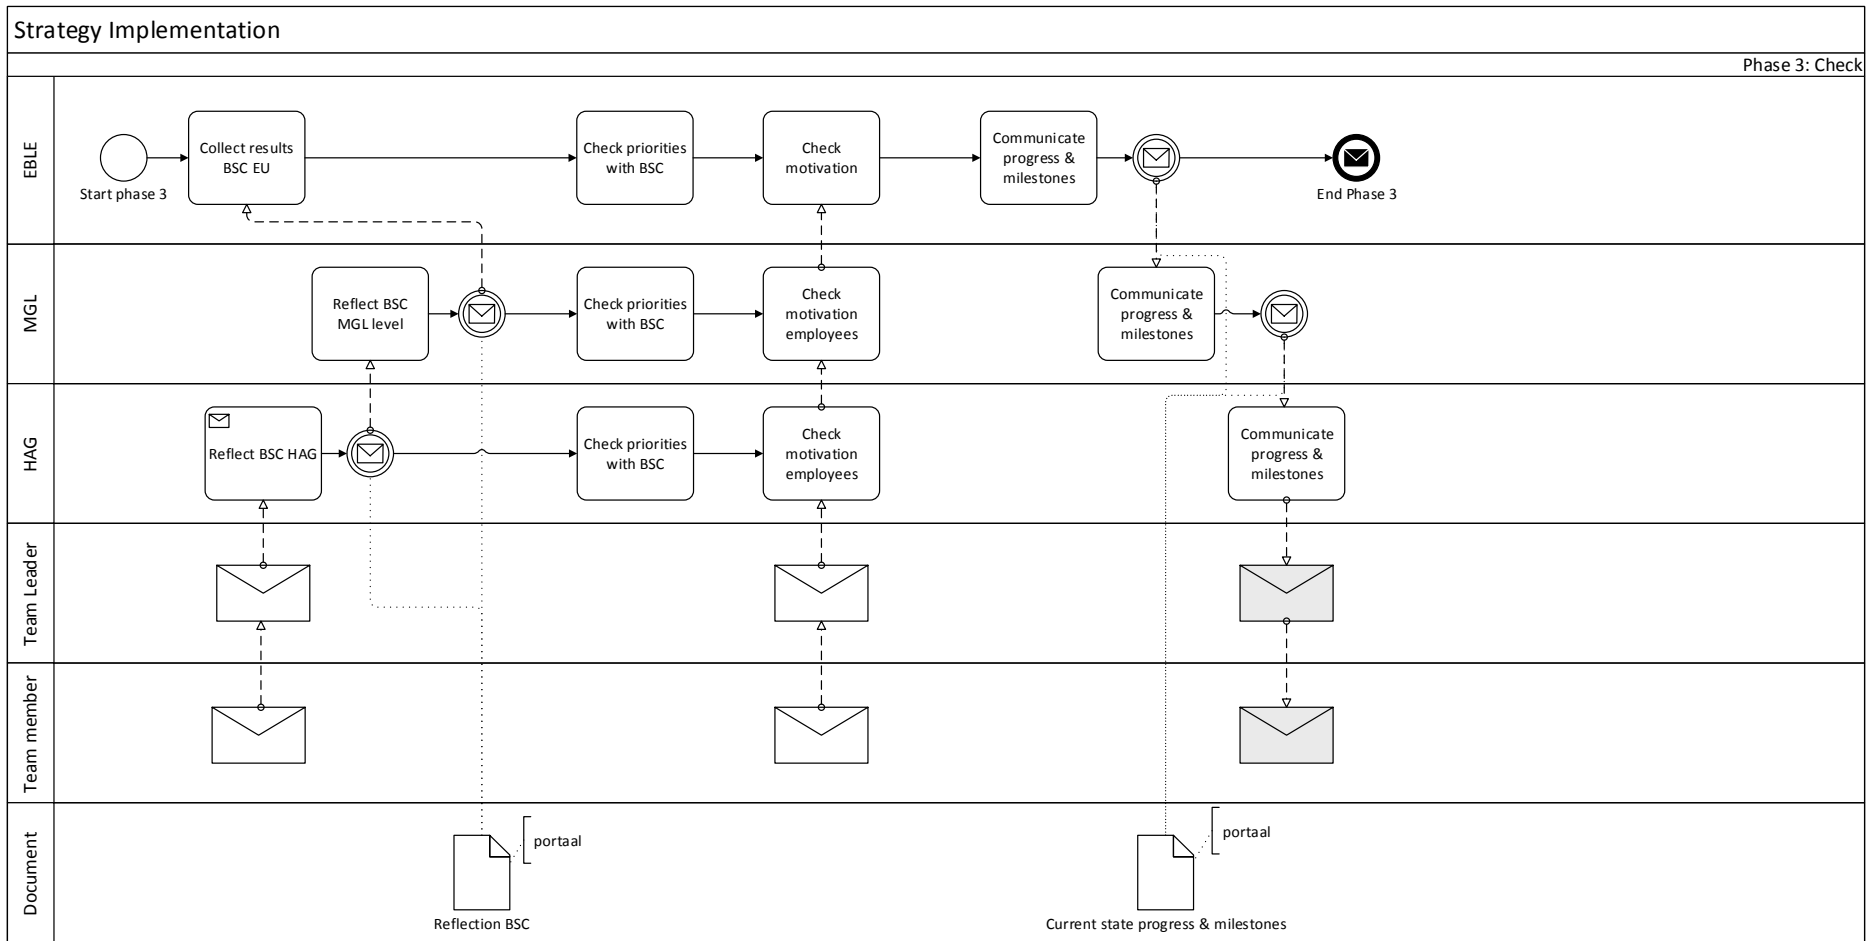 Strategy Implementation
Phase 3: Check
EBLE
Start phase 3
Collect results
BSC EU
Check priorities
with BSC
Check
motivation
Communicate
progress &
milestones
End Phase 3
MGL
Reflect BSC
MGL level
Check priorities
with BSC
Check
motivation
employees
Communicate
progress &
milestones
HAG
Reflect BSC HAG
Check priorities
with BSC
Check
motivation
employees
Communicate
progress &
milestones
Team Leader
Team member
Document
portaal
Reflection BSC
portaal
Current state progress & milestones